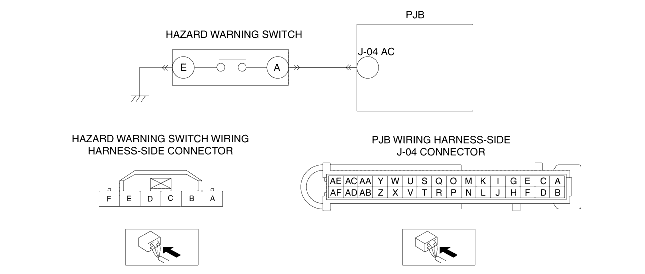 PJB
HAZARD WARNING SWITCH
J-04 AC
E A
HAZARD WARNING SWITCH WIRING
HARNESS-SIDE CONNECTOR
PJB WIRING HARNESS-SIDE
J-04 CONNECTOR
F E D C B A
AE AC AA Y W U S Q O M K I G E C A
AF AD AB Z X V T R P N L J H F D B